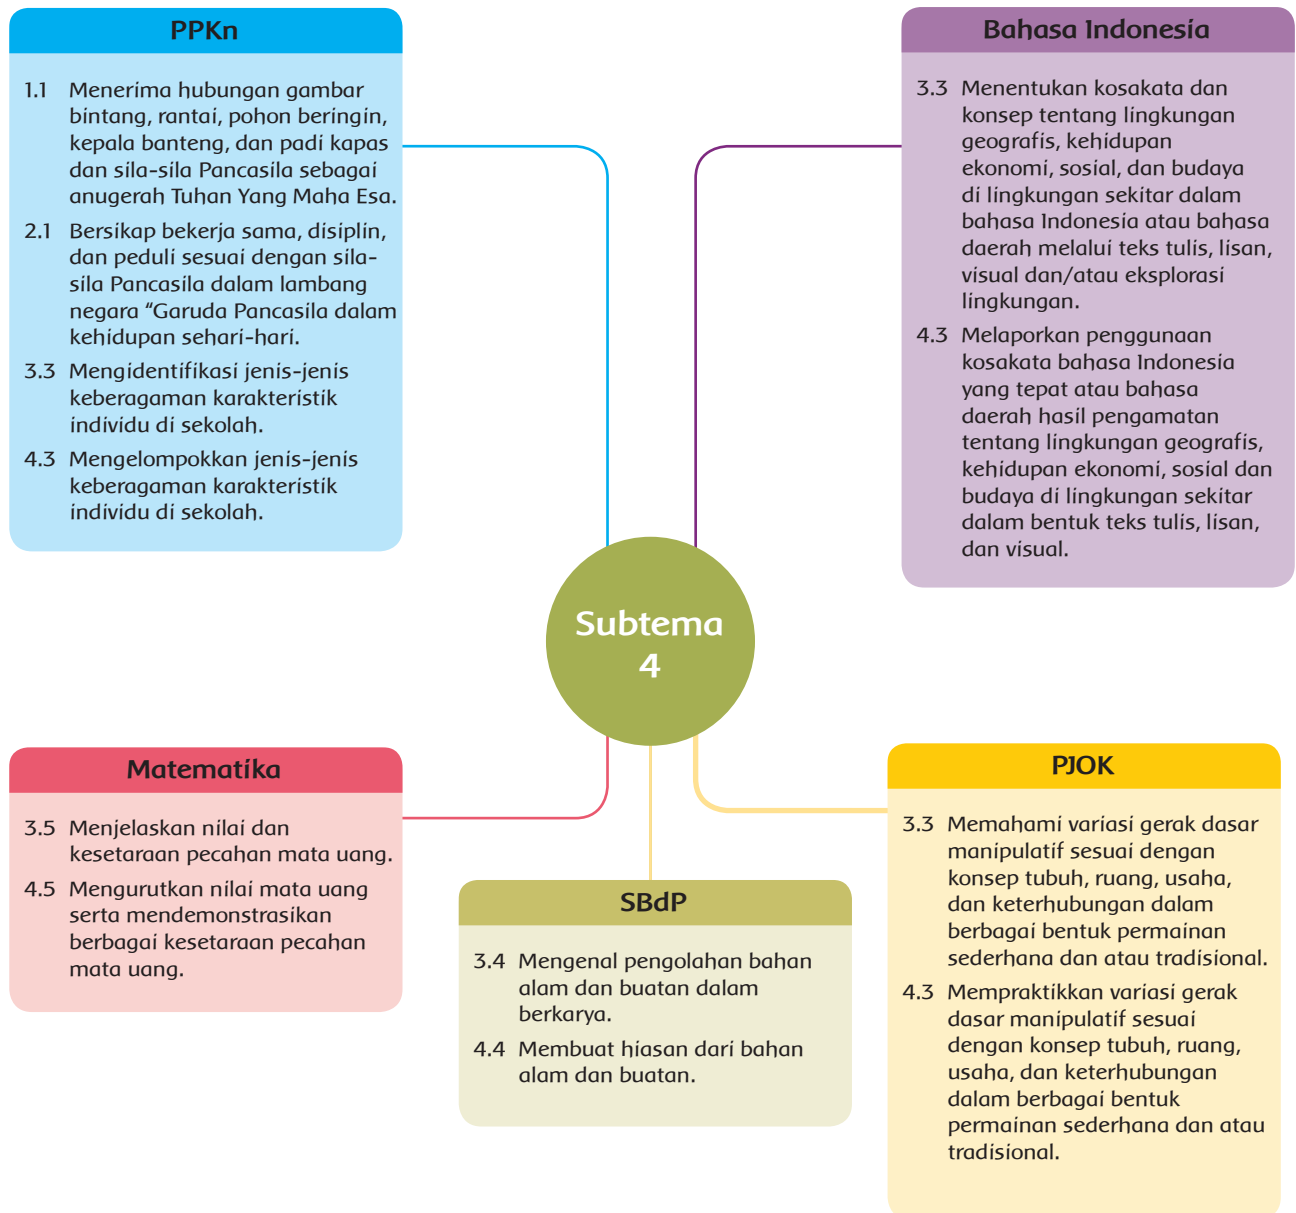 PPKn
1.1 Menerima hubungan gambar
bintang, rantai, pohon beringin,
kepala banteng, dan padi kapas
dan sila-sila Pancasila sebagai
anugerah Tuhan Yang Maha Esa.
2.1 Bersikap bekerja sama, disiplin,
dan peduli sesuai dengan sila-
sila Pancasila dalam lambang
negara “Garuda Pancasila dalam
kehidupan sehari-hari.
3.3 Mengidentifikasi jenis-jenis
keberagaman karakteristik
individu di sekolah.
4.3 Mengelompokkan jenis-jenis
keberagaman karakteristik
individu di sekolah.
Bahasa Indonesia
3.3 Menentukan kosakata dan
konsep tentang lingkungan
geografis, kehidupan
ekonomi, sosial, dan budaya
di lingkungan sekitar dalam
bahasa Indonesia atau bahasa
daerah melalui teks tulis, lisan,
visual dan/atau eksplorasi
lingkungan.
4.3 Melaporkan penggunaan
kosakata bahasa Indonesia
yang tepat atau bahasa
daerah hasil pengamatan
tentang lingkungan geografis,
kehidupan ekonomi, sosial dan
budaya di lingkungan sekitar
dalam bentuk teks tulis, lisan,
dan visual.
Subtema
4
Matematika
3.5 Menjelaskan nilai dan
kesetaraan pecahan mata uang.
4.5 Mengurutkan nilai mata uang
serta mendemonstrasikan
berbagai kesetaraan pecahan
mata uang.
SBdP
3.4 Mengenal pengolahan bahan
alam dan buatan dalam
berkarya.
4.4 Membuat hiasan dari bahan
alam dan buatan.
PJOK
3.3 Memahami variasi gerak dasar
manipulatif sesuai dengan
konsep tubuh, ruang, usaha,
dan keterhubungan dalam
berbagai bentuk permainan
sederhana dan atau tradisional.
4.3 Mempraktikkan variasi gerak
dasar manipulatif sesuai
dengan konsep tubuh, ruang,
usaha, dan keterhubungan
dalam berbagai bentuk
permainan sederhana dan atau
tradisional.